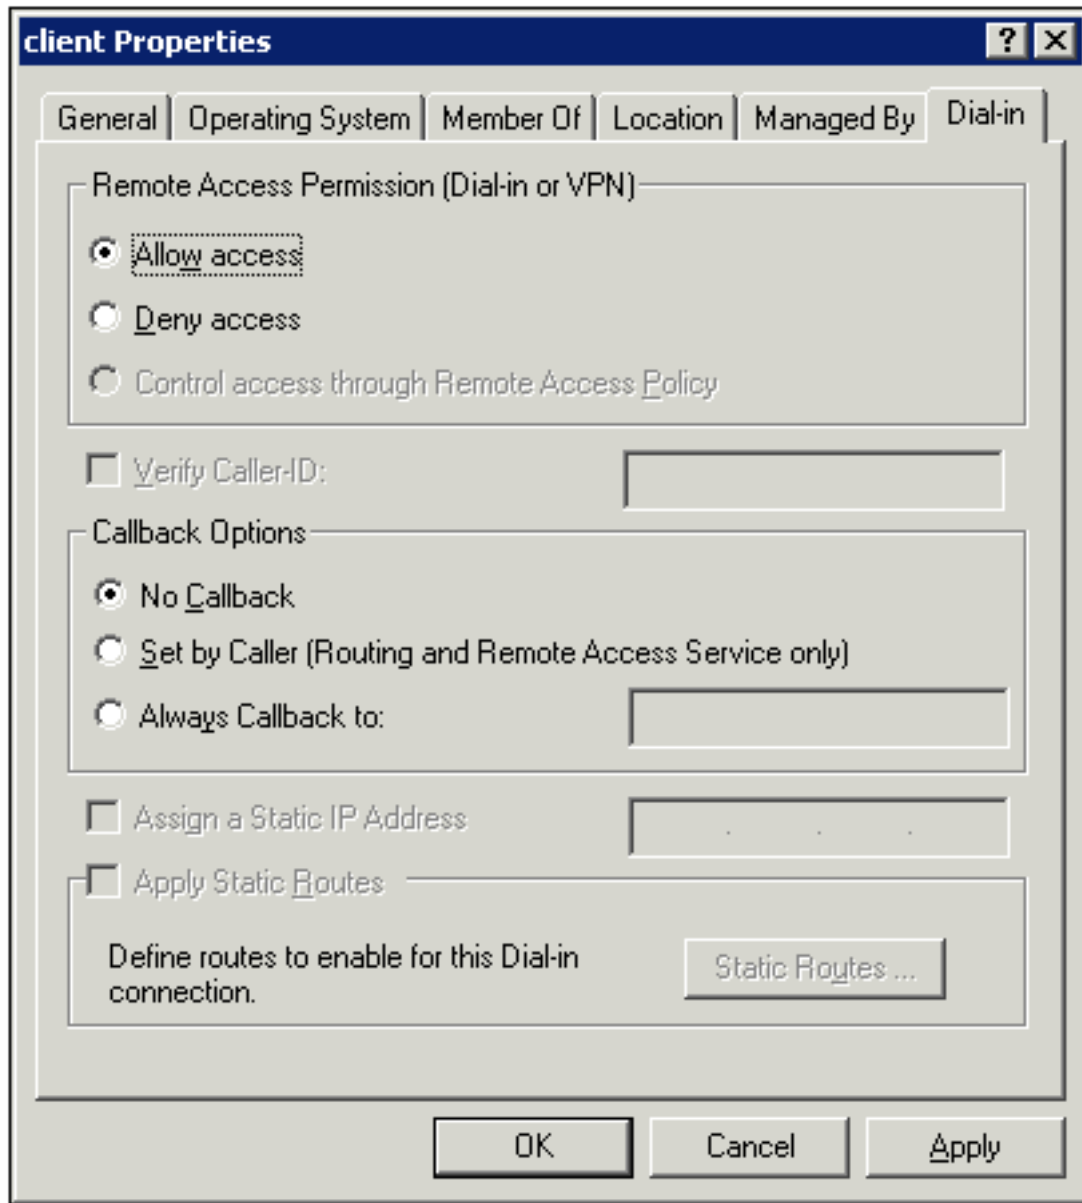 client Properties
General Operating System Member Of Location Managed By Dial-in
Remote Access Permission (Dial-in or VPN)
Allow access
Deny access
Control access through Remote Access Policy
Verify Caller-ID:
Callback Options
No Callback
Set by Caller (Routing and Remote Access Service only)
Always Callback to:
Assign a Static IP Address . . .
Apply Static Routes
Define routes to enable for this Dial-in
connection.
Static Routes ...
OK Cancel Apply